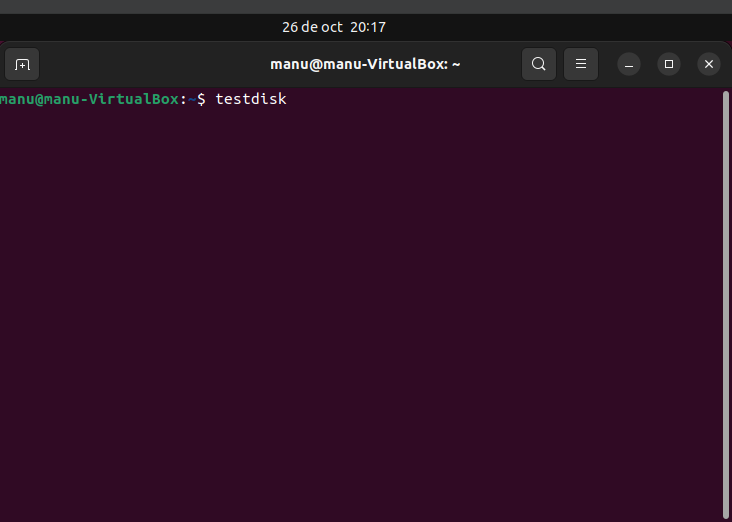 26 de oct 20:17
manu@manu-VirtualBox: ~
manu@manu-VirtualBox:~$ testdisk